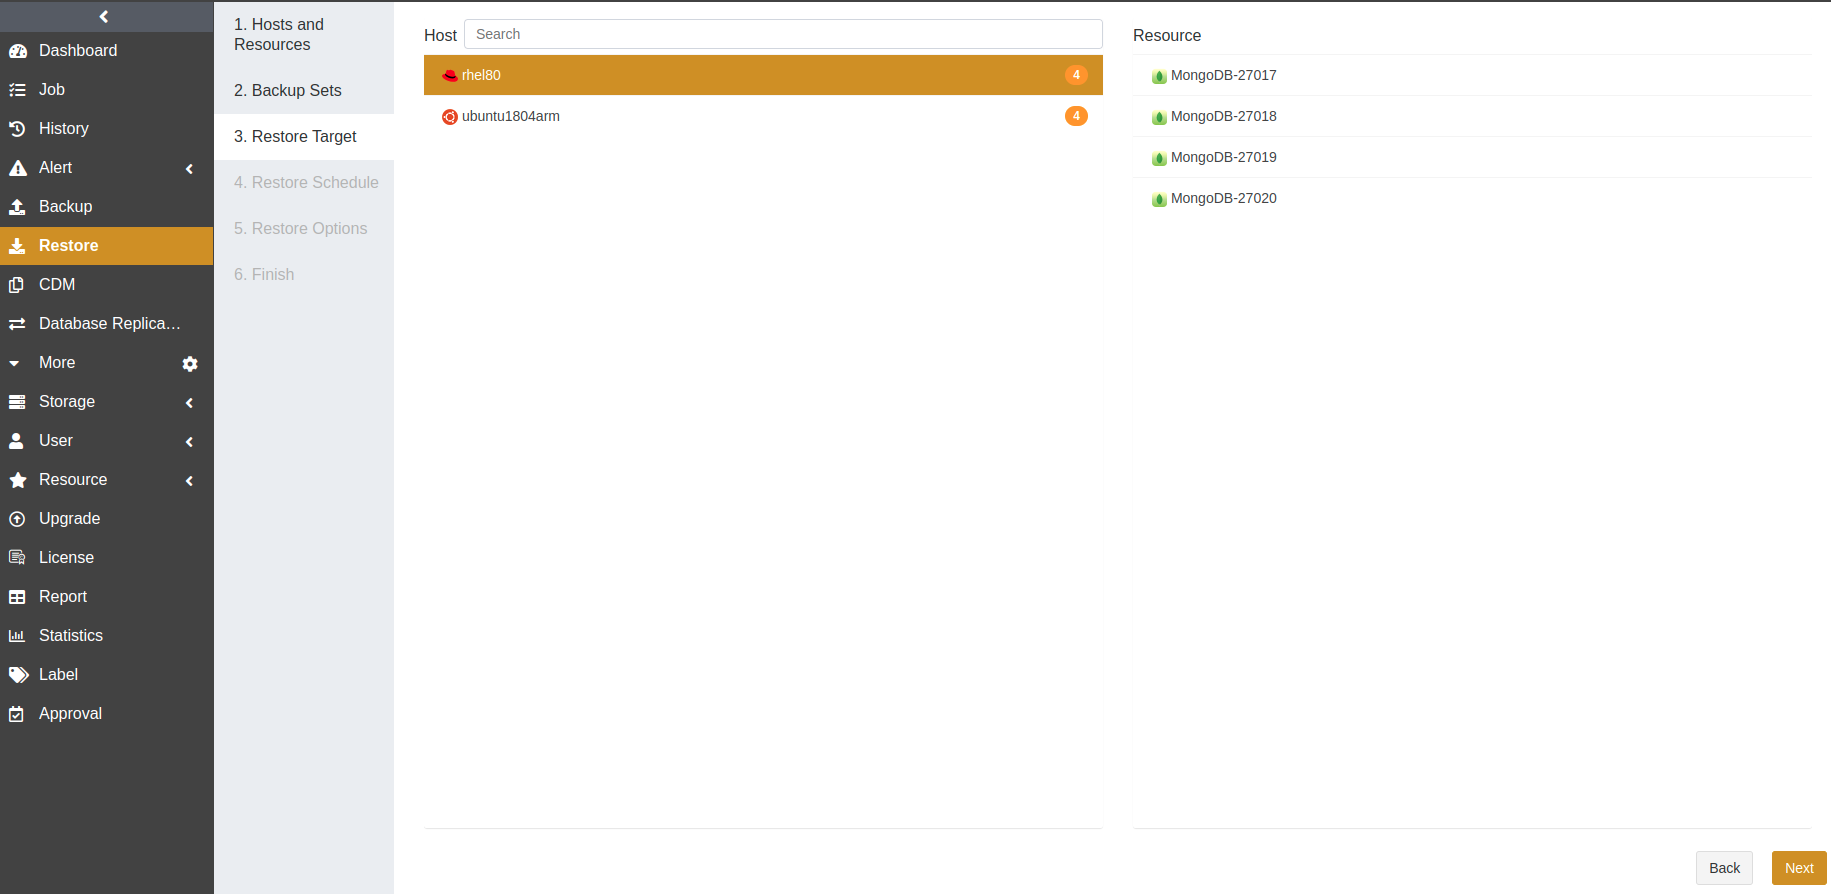 Dashboard
Job
History
Alert
Backup
Restore
CDM
Database Replica…
More
Storage
User
Resource
Upgrade
License
Report
Statistics
Label
Approval
1. Hosts and
Resources
2. Backup Sets
3. Restore Target
4. Restore Schedule
5. Restore Options
6. Finish
Host Search
rhel80 4
ubuntu1804arm 4
Resource
MongoDB-27017
MongoDB-27018
MongoDB-27019
MongoDB-27020
Back Next